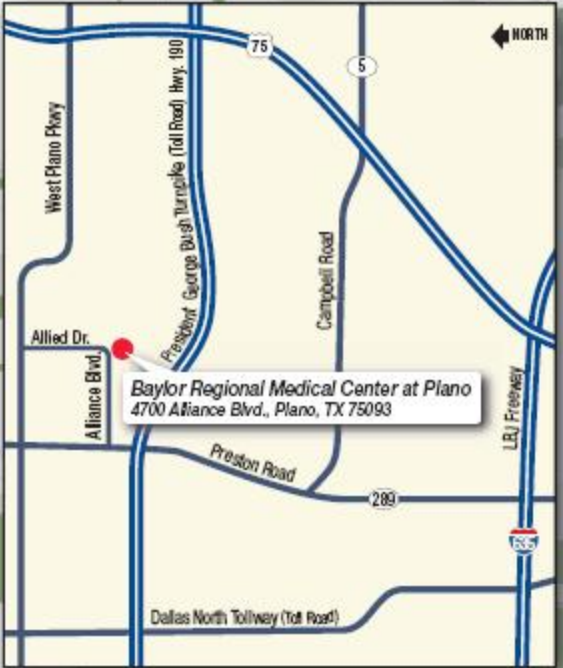 NORTH
75
5
West Plano Pkwy
President George Bush Turnpike (Toll Road) Hwy. 190
Campbell Road
Allied Dr.
Alliance Blvd.
Baylor Regional Medical Center at Plano
4700 Alliance Blvd., Plano, TX 75093
LBJ Freeway
Preston Road
289
635
Dallas North Tollway (Toll Road)